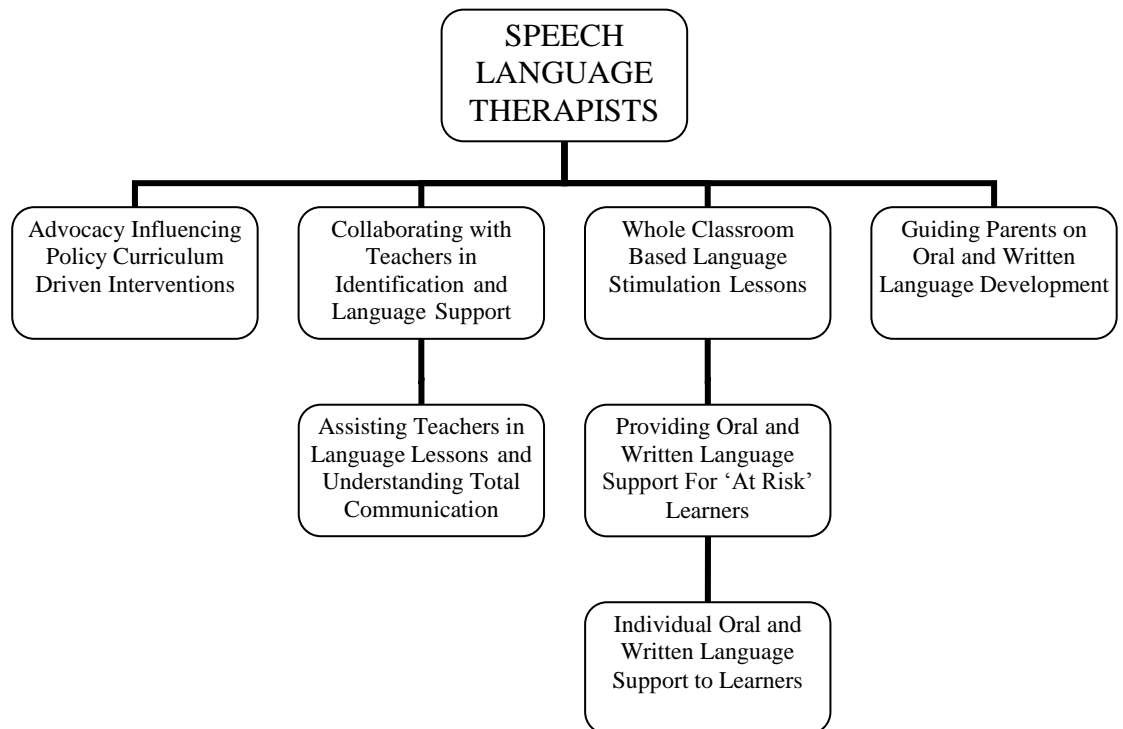 SPEECH
LANGUAGE
THERAPISTS
Advocacy Influencing
Policy Curriculum
Driven Interventions
Collaborating with
Teachers in
Identification and
Language Support
Whole Classroom
Based Language
Stimulation Lessons
Guiding Parents on
Oral and Written
Language Development
Assisting Teachers in
Language Lessons and
Understanding Total
Communication
Providing Oral and
Written Language
Support For ‘At Risk’
Learners
Individual Oral and
Written Language
Support to Learners